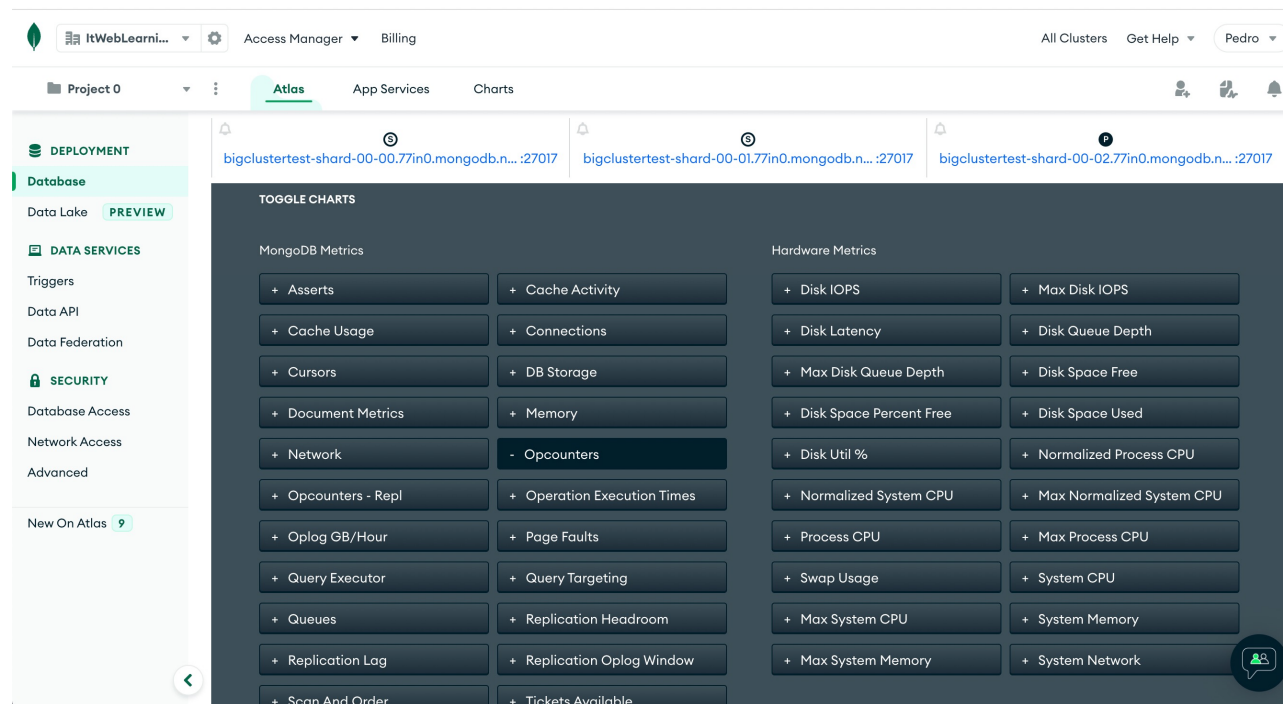 ItWebLearni...
Access Manager
Billing
All Clusters
Get Help
Pedro
Project 0
Atlas
App Services
Charts
DEPLOYMENT
Database
Data Lake PREVIEW
DATA SERVICES
Triggers
Data API
Data Federation
SECURITY
Database Access
Network Access
Advanced
New On Atlas 9
S
bigclustertest-shard-00-00.77in0.mongodb.n... :27017
S
bigclustertest-shard-00-01.77in0.mongodb.n... :27017
P
bigclustertest-shard-00-02.77in0.mongodb.n... :27017
TOGGLE CHARTS
MongoDB Metrics
+ Asserts
+ Cache Activity
+ Cache Usage
+ Connections
+ Cursors
+ DB Storage
+ Document Metrics
+ Memory
+ Network
- Opcounters
+ Opcounters - Repl
+ Operation Execution Times
+ Oplog GB/Hour
+ Page Faults
+ Query Executor
+ Query Targeting
+ Queues
+ Replication Headroom
+ Replication Lag
+ Replication Oplog Window
+ Scan And Order
+ Tickets Available
Hardware Metrics
+ Disk IOPS
+ Max Disk IOPS
+ Disk Latency
+ Disk Queue Depth
+ Max Disk Queue Depth
+ Disk Space Free
+ Disk Space Percent Free
+ Disk Space Used
+ Disk Util %
+ Normalized Process CPU
+ Normalized System CPU
+ Max Normalized System CPU
+ Process CPU
+ Max Process CPU
+ Swap Usage
+ System CPU
+ Max System CPU
+ System Memory
+ Max System Memory
+ System Network